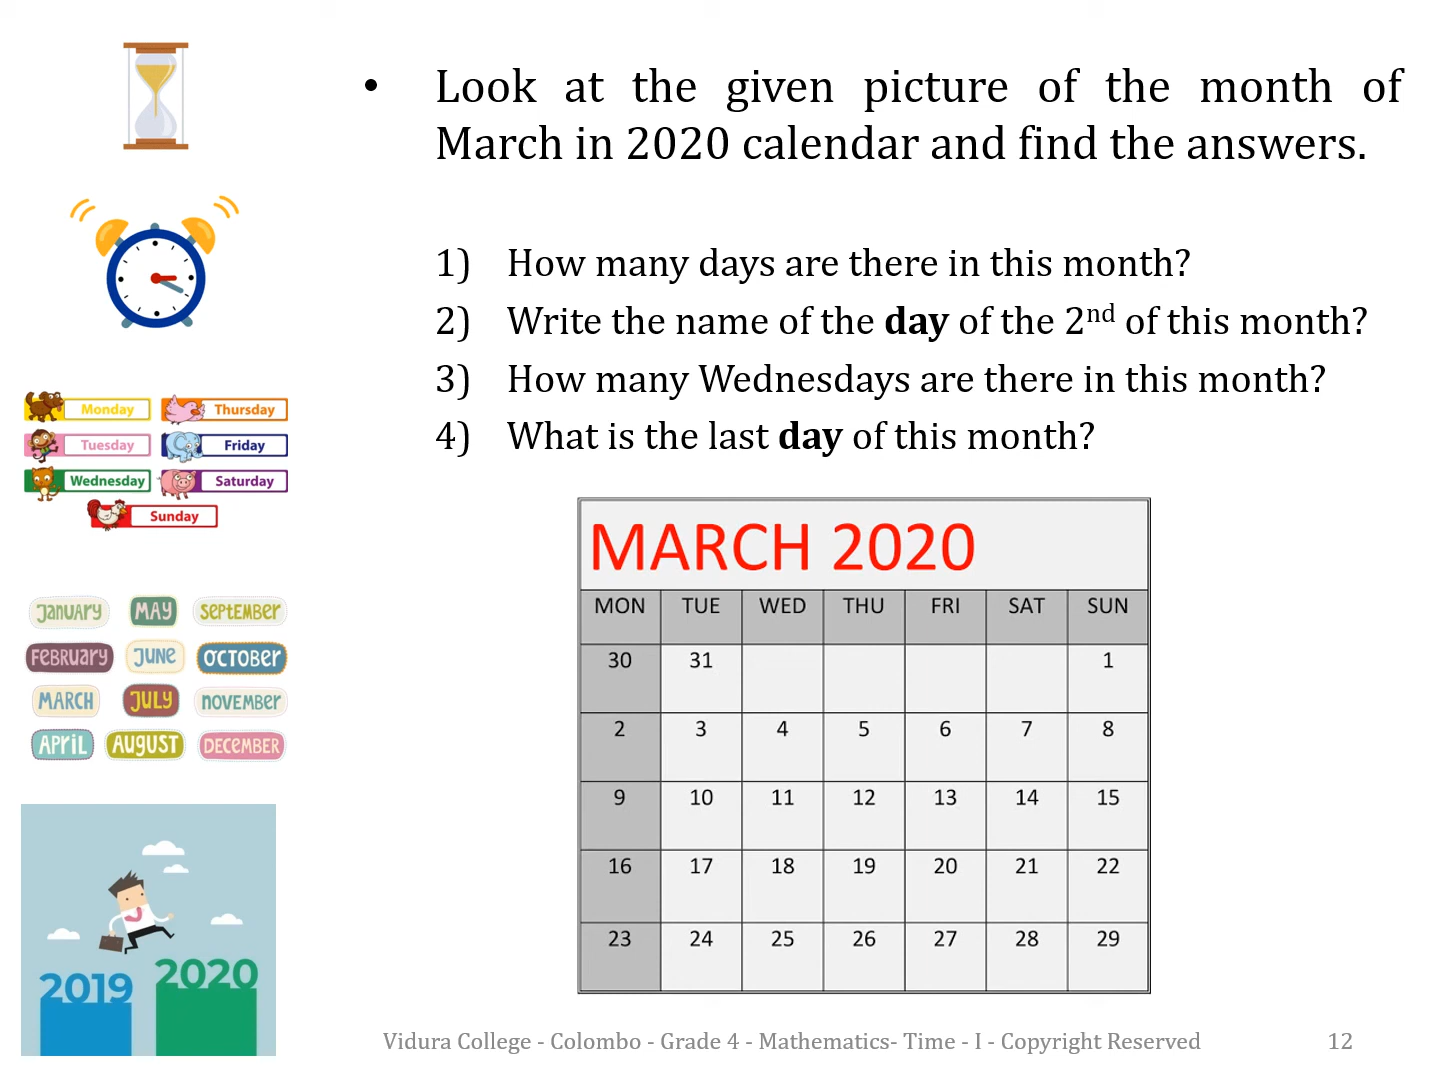 • Look at the given picture of the month of
March in 2020 calendar and find the answers.
1) How many days are there in this month?
2) Write the name of the day of the 2nd of this month?
3) How many Wednesdays are there in this month?
4) What is the last day of this month?
Monday Thursday
Tuesday Friday
Wednesday Saturday
Sunday
JANUARY MAY SEPTEMBER
FEBRUARY JUNE OCTOBER
MARCH JULY NOVEMBER
APRIL AUGUST DECEMBER
2019 2020
MARCH 2020
MON TUE WED THU FRI SAT SUN
30 31 1
2 3 4 5 6 7 8
9 10 11 12 13 14 15
16 17 18 19 20 21 22
23 24 25 26 27 28 29
Vidura College - Colombo - Grade 4 - Mathematics- Time - I - Copyright Reserved 12